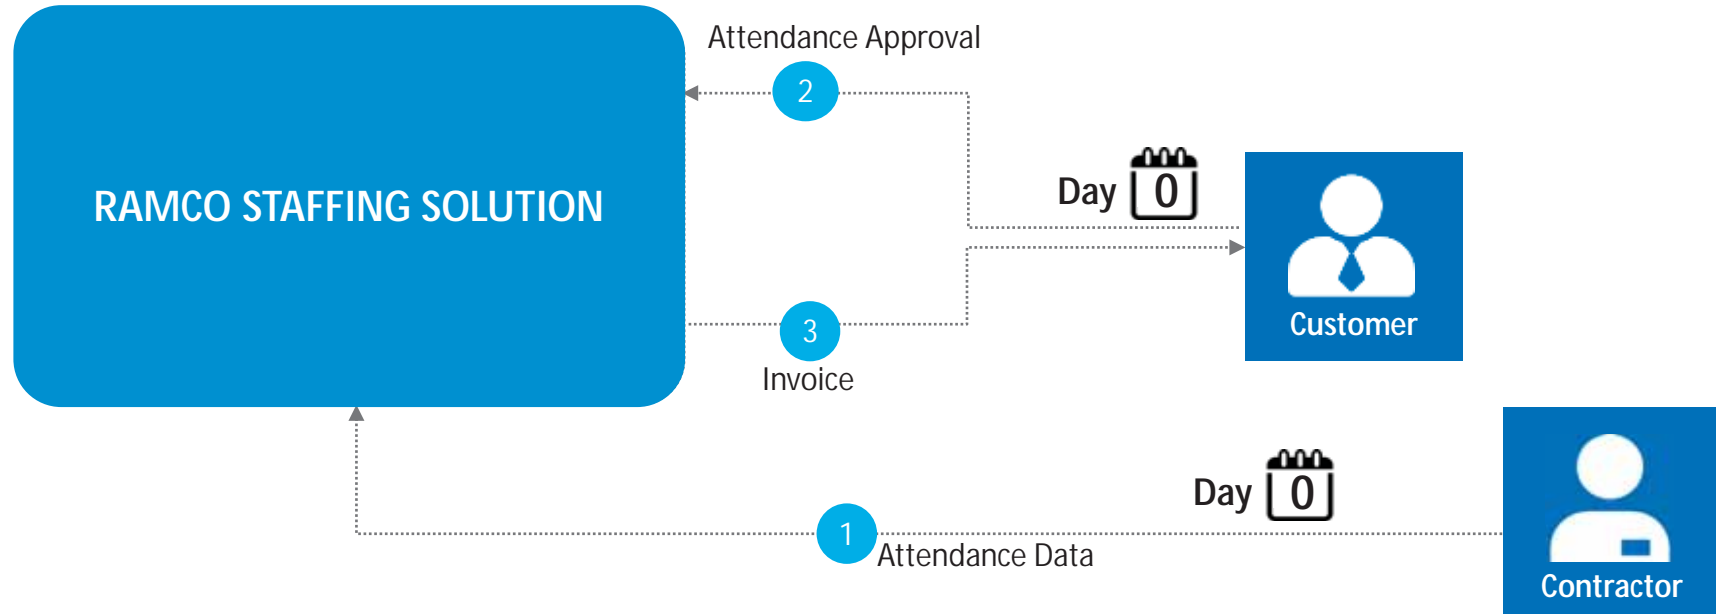 Attendance Approval
2
Day 0
RAMCO STAFFING SOLUTION
3
Customer
Invoice
Day 0
1
Attendance Data
Contractor